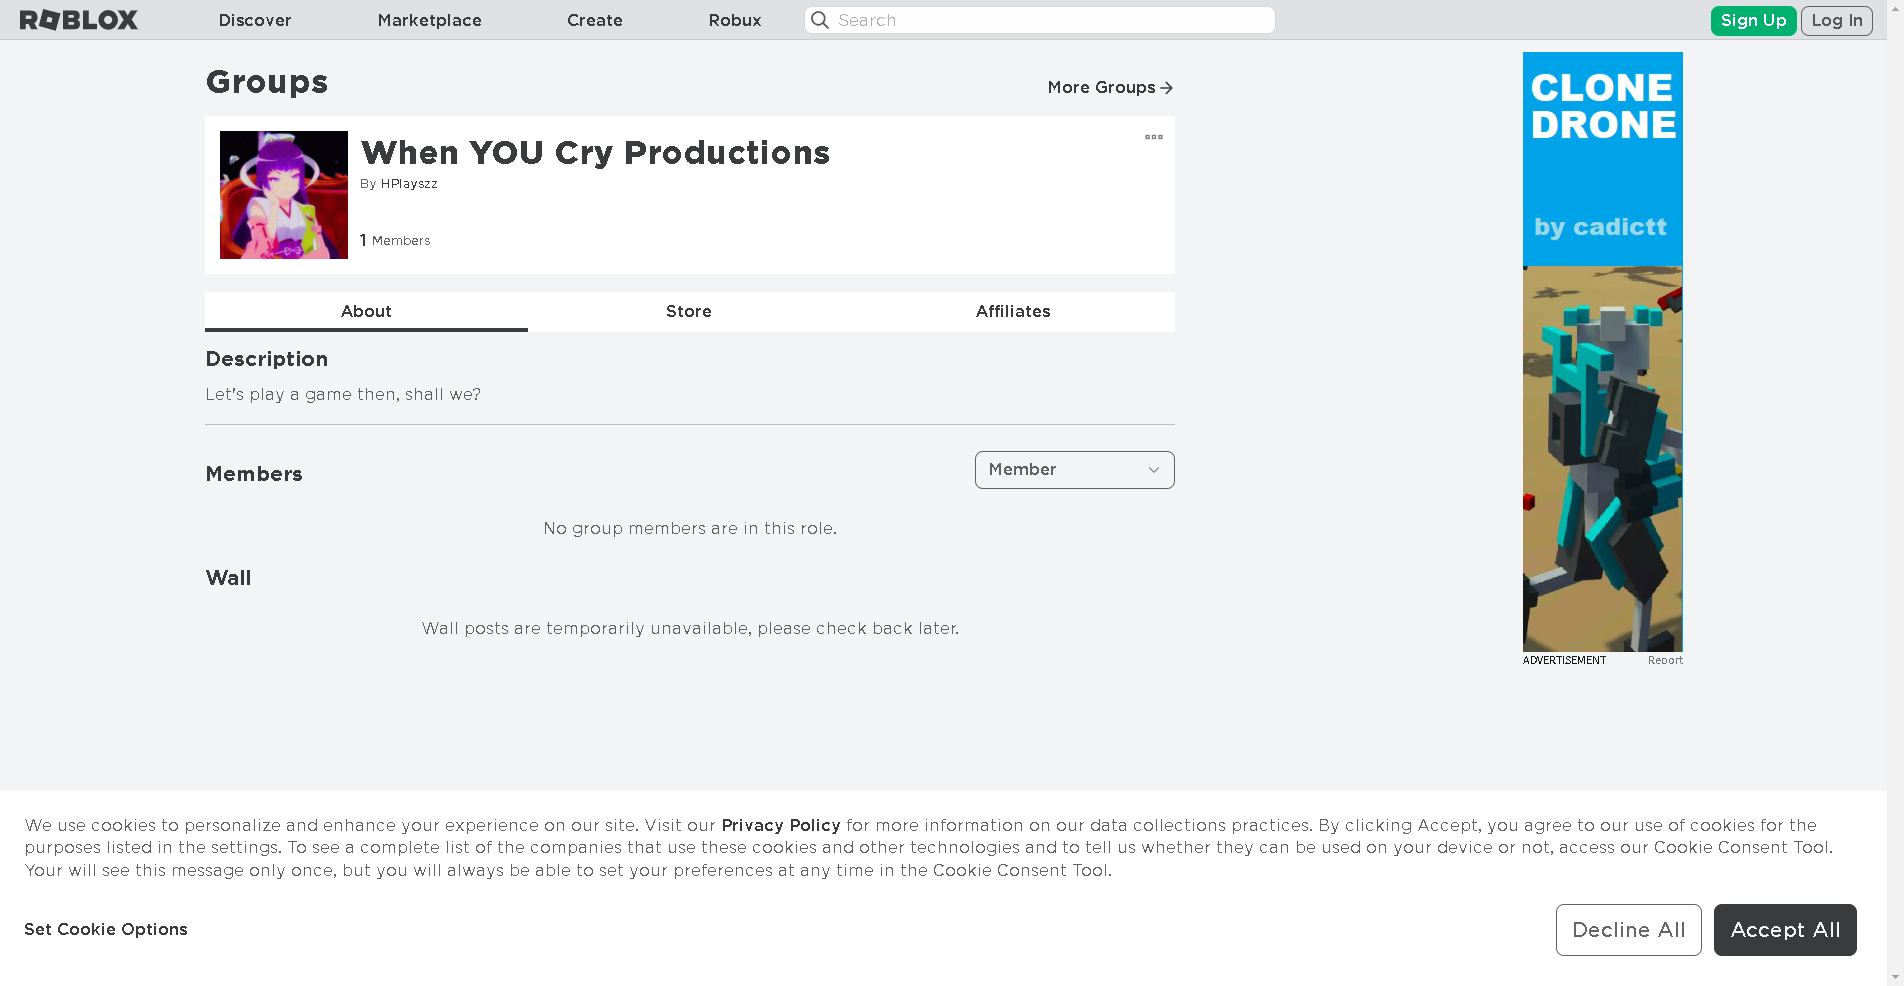 ROBLOX
Discover
Marketplace
Create
Robux
Search
Sign Up
Log In
Groups
More Groups
When YOU Cry Productions
By HPlayszz
1 Members
About
Store
Affiliates
Description
Let's play a game then, shall we?
Members
Member
No group members are in this role.
Wall
Wall posts are temporarily unavailable, please check back later.
CLONE
DRONE
by cadictt
ADVERTISEMENT
Report
We use cookies to personalize and enhance your experience on our site. Visit our Privacy Policy for more information on our data collections practices. By clicking Accept, you agree to our use of cookies for the
purposes listed in the settings. To see a complete list of the companies that use these cookies and other technologies and to tell us whether they can be used on your device or not, access our Cookie Consent Tool.
Your will see this message only once, but you will always be able to set your preferences at any time in the Cookie Consent Tool.
Set Cookie Options
Decline All
Accept All